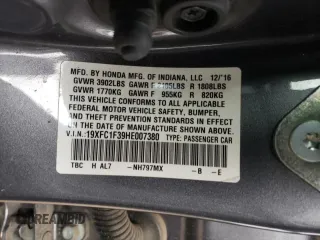 MFD. BY HONDA MFG. OF INDIANA, LLC 12/'16
GVWR 3902LBS GAWR F LBS R 1808LBS
GVWR 1770KG GAWR F 955KG R 820KG
THIS VEHICLE CONFORMS TO ALL APPLICABLE
FEDERAL MOTOR VEHICLE SAFETY, BUMPER,
AND THEFT PREVENTION STANDARDS IN EFFECT
ON THE DATE OF MANUFACTURE SHOWN ABOVE.
V.I.N.: 19XFC1F39HE007380 TYPE: PASSENGER CAR
TBC H AL7 -NH797MX -B -E